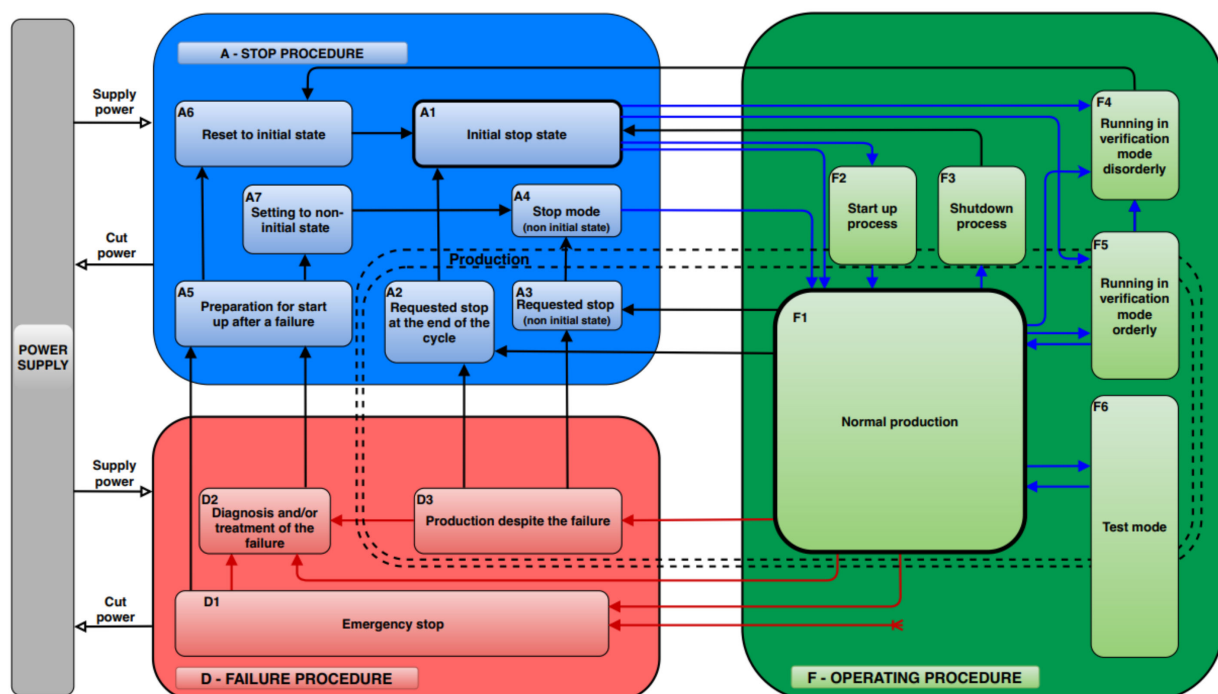 A - STOP PROCEDURE
Supply
power
A6
Reset to initial state
A1
Initial stop state
F4
Running in
verification
mode
disorderly
F2
Start up
process
F3
Shutdown
process
A7
Setting to non-
initial state
A4
Stop mode
(non initial state)
Cut
power
Production
F5
Running in
verification
mode
orderly
A5
Preparation for start
up after a failure
A2
Requested stop
at the end of the
cycle
A3
Requested stop
(non initial state)
F1
Normal production
POWER
SUPPLY
F6
Test mode
Supply
power
D2
Diagnosis and/or
treatment of the
failure
D3
Production despite the failure
Cut
power
D1
Emergency stop
D - FAILURE PROCEDURE
F - OPERATING PROCEDURE